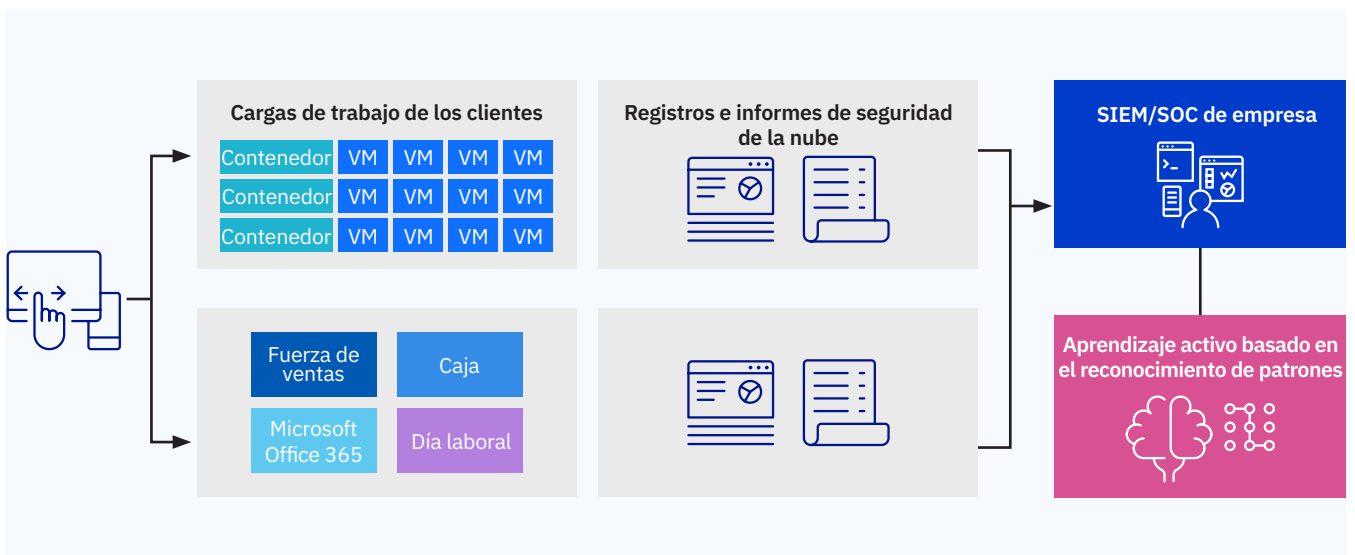 Cargas de trabajo de los clientes
Contenedor VM VM VM VM
Contenedor VM VM VM VM
Contenedor VM VM VM VM
Registros e informes de seguridad
de la nube
SIEM/SOC de empresa
>_
Fuerza de
ventas
Caja
Microsoft
Office 365
Día laboral
Aprendizaje activo basado en
el reconocimiento de patrones